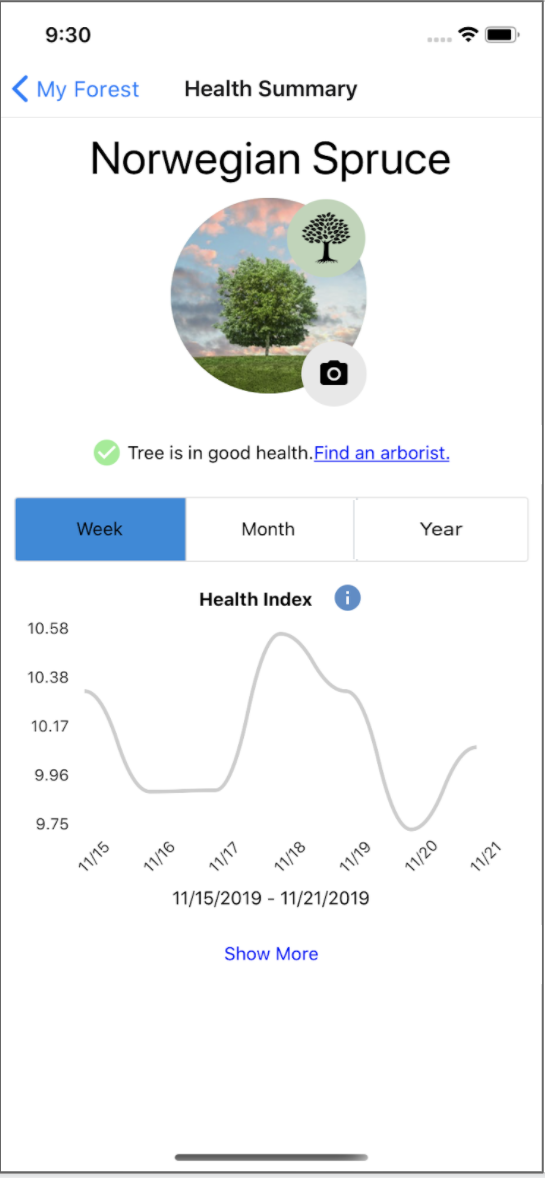 9:30
My Forest Health Summary
Norwegian Spruce
Tree is in good health.Find an arborist.
Week Month Year
Health Index i
10.58
10.38
10.17
9.96
9.75
11/15 11/16 11/17 11/18 11/19 11/20 11/21
11/15/2019 - 11/21/2019
Show More